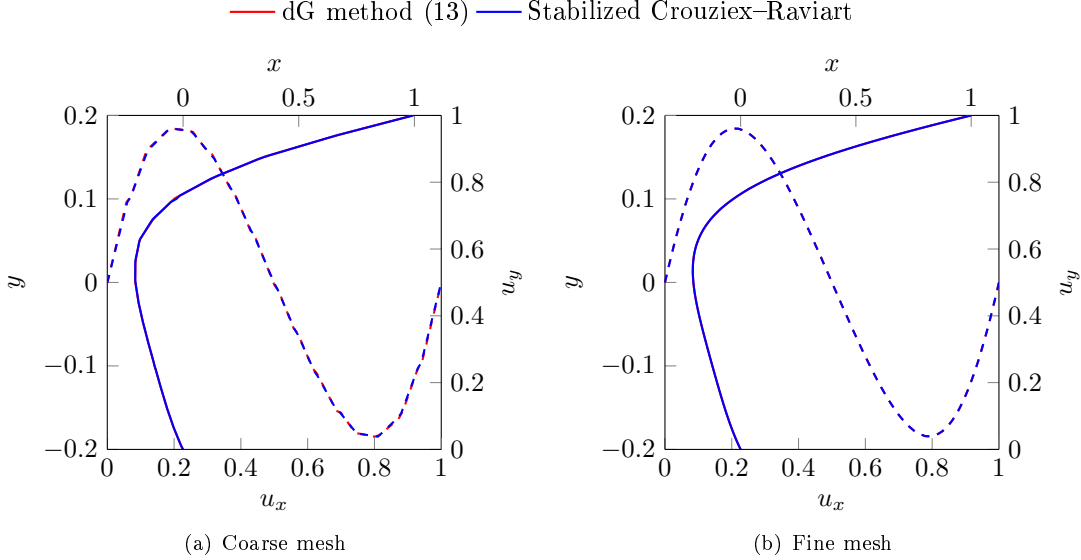 dG method (13) Stabilized Crouziex–Raviart
x x
0 0.5 1 0 0.5 1
0.2 1 0.2 1
0.8 0.8
0.1 0.1
0.6 0.6
y 0 u_y y 0 u_y
0.4 0.4
−0.1 −0.1
0.2 0.2
−0.2 0 −0.2 0
0 0.2 0.4 0.6 0.8 1 0 0.2 0.4 0.6 0.8 1
u_x u_x
(a) Coarse mesh (b) Fine mesh